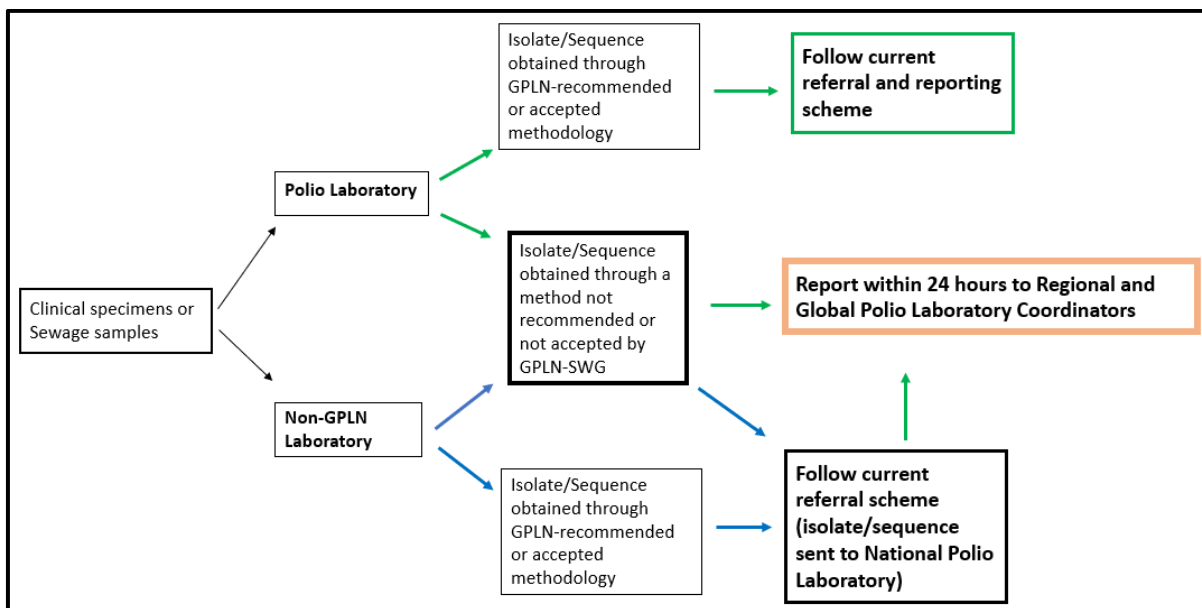 Isolate/Sequence
obtained through
GPLN-recommended
or accepted
methodology
Follow current
referral and reporting
scheme
Polio Laboratory
Isolate/Sequence
obtained through a
method not
recommended or
not accepted by
GPLN-SWG
Report within 24 hours to Regional and
Global Polio Laboratory Coordinators
Clinical specimens or
Sewage samples
Non-GPLN
Laboratory
Isolate/Sequence
obtained through
GPLN-recommended
or accepted
methodology
Follow current
referral scheme
(isolate/sequence
sent to National Polio
Laboratory)